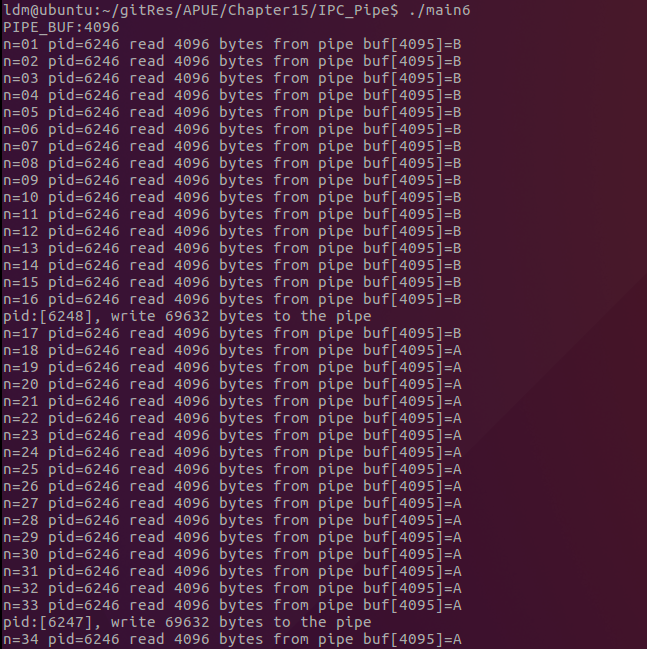 ldm@ubuntu:~/gitRes/APUE/Chapter15/IPC_Pipe$ ./main6
PIPE_BUF:4096
n=01 pid=6246 read 4096 bytes from pipe buf[4095]=B
n=02 pid=6246 read 4096 bytes from pipe buf[4095]=B
n=03 pid=6246 read 4096 bytes from pipe buf[4095]=B
n=04 pid=6246 read 4096 bytes from pipe buf[4095]=B
n=05 pid=6246 read 4096 bytes from pipe buf[4095]=B
n=06 pid=6246 read 4096 bytes from pipe buf[4095]=B
n=07 pid=6246 read 4096 bytes from pipe buf[4095]=B
n=08 pid=6246 read 4096 bytes from pipe buf[4095]=B
n=09 pid=6246 read 4096 bytes from pipe buf[4095]=B
n=10 pid=6246 read 4096 bytes from pipe buf[4095]=B
n=11 pid=6246 read 4096 bytes from pipe buf[4095]=B
n=12 pid=6246 read 4096 bytes from pipe buf[4095]=B
n=13 pid=6246 read 4096 bytes from pipe buf[4095]=B
n=14 pid=6246 read 4096 bytes from pipe buf[4095]=B
n=15 pid=6246 read 4096 bytes from pipe buf[4095]=B
n=16 pid=6246 read 4096 bytes from pipe buf[4095]=B
pid:[6248], write 69632 bytes to the pipe
n=17 pid=6246 read 4096 bytes from pipe buf[4095]=B
n=18 pid=6246 read 4096 bytes from pipe buf[4095]=A
n=19 pid=6246 read 4096 bytes from pipe buf[4095]=A
n=20 pid=6246 read 4096 bytes from pipe buf[4095]=A
n=21 pid=6246 read 4096 bytes from pipe buf[4095]=A
n=22 pid=6246 read 4096 bytes from pipe buf[4095]=A
n=23 pid=6246 read 4096 bytes from pipe buf[4095]=A
n=24 pid=6246 read 4096 bytes from pipe buf[4095]=A
n=25 pid=6246 read 4096 bytes from pipe buf[4095]=A
n=26 pid=6246 read 4096 bytes from pipe buf[4095]=A
n=27 pid=6246 read 4096 bytes from pipe buf[4095]=A
n=28 pid=6246 read 4096 bytes from pipe buf[4095]=A
n=29 pid=6246 read 4096 bytes from pipe buf[4095]=A
n=30 pid=6246 read 4096 bytes from pipe buf[4095]=A
n=31 pid=6246 read 4096 bytes from pipe buf[4095]=A
n=32 pid=6246 read 4096 bytes from pipe buf[4095]=A
n=33 pid=6246 read 4096 bytes from pipe buf[4095]=A
pid:[6247], write 69632 bytes to the pipe
n=34 pid=6246 read 4096 bytes from pipe buf[4095]=A